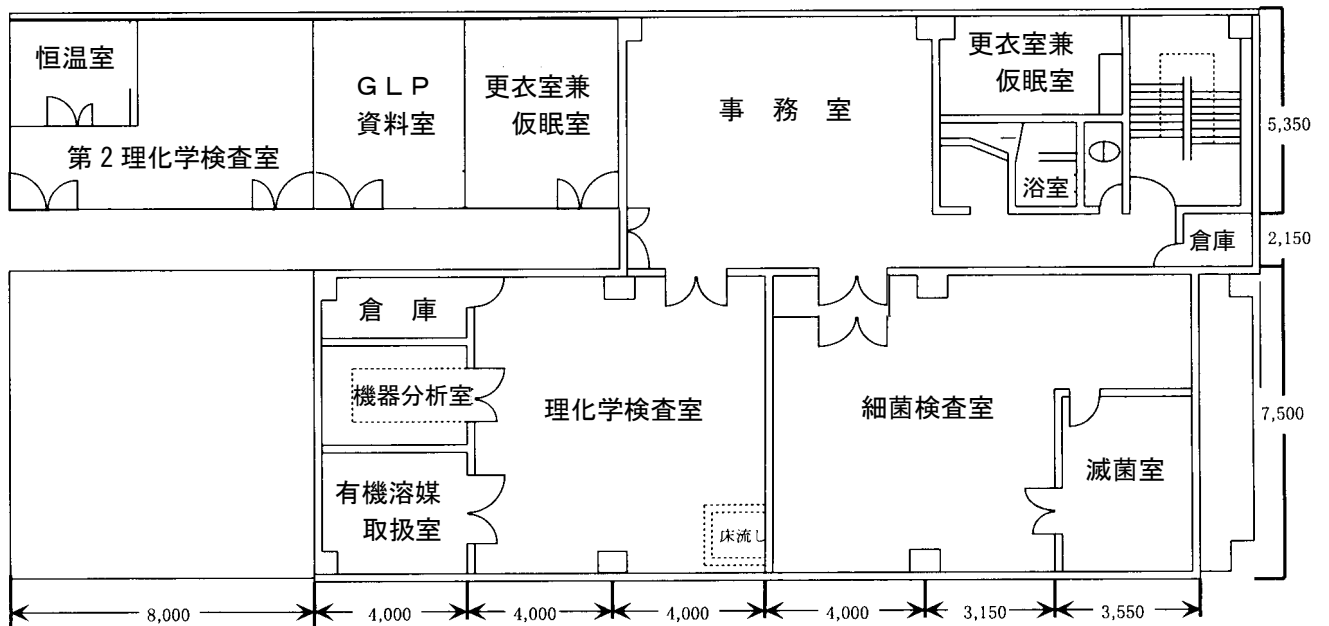 恒温室
GLP
資料室
更衣室兼
仮眠室
事務室
更衣室兼
仮眠室
第2理化学検査室
浴室
倉庫
5,350
2,150
倉庫
機器分析室
理化学検査室
細菌検査室
7,500
有機溶媒
取扱室
床流し
滅菌室
8,000
4,000
4,000
4,000
4,000
3,150
3,550